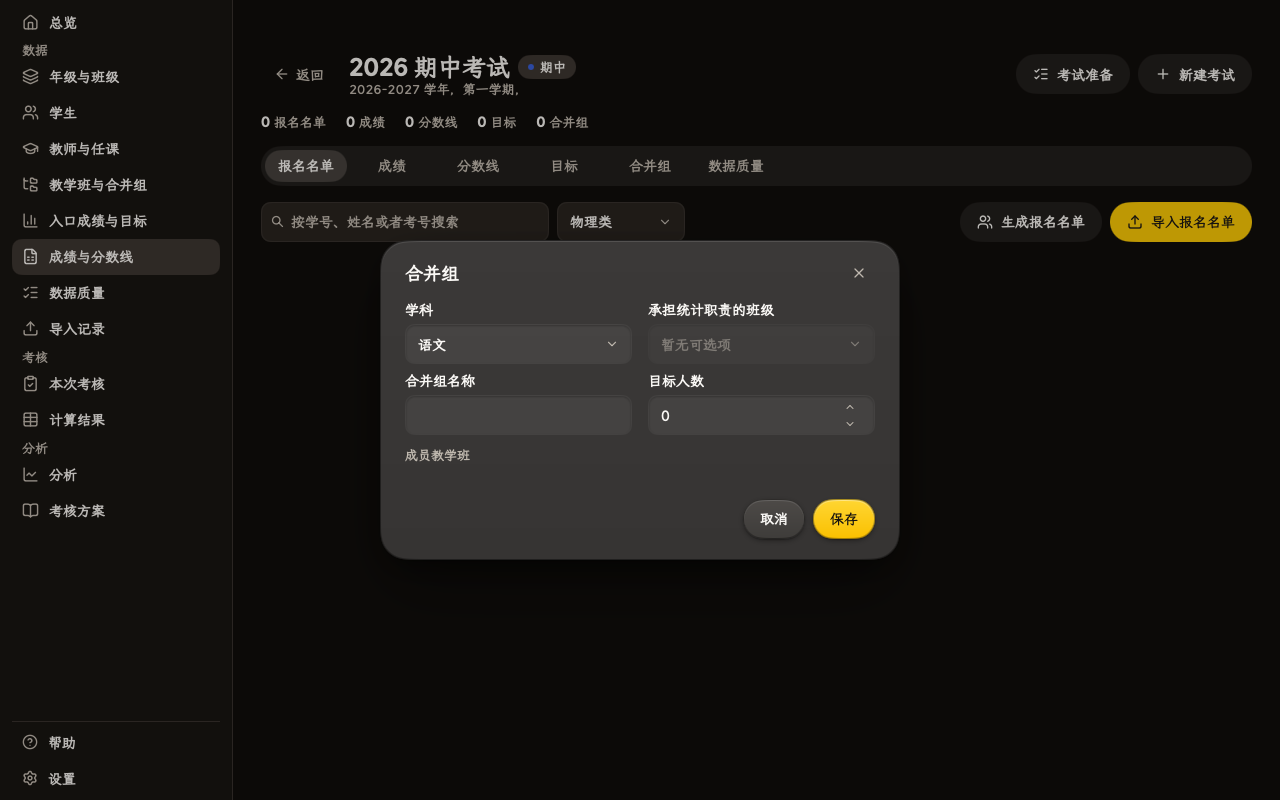 总览
数据
年级与班级
学生
教师与任课
教学班与合并组
入口成绩与目标
成绩与分数线
数据质量
导入记录
考核
本次考核
计算结果
分析
分析
考核方案
帮助
设置
返回
2026 期中考试
期中
2026-2027 学年，第一学期，
考试准备
新建考试
0 报名名单 0 成绩 0 分数线 0 目标 0 合并组
报名名单 成绩 分数线 目标 合并组 数据质量
按学号、姓名或者考号搜索
物理类
生成报名名单
导入报名名单
合并组
学科
承担统计职责的班级
语文
暂无可选项
合并组名称
目标人数
0
成员教学班
取消
保存